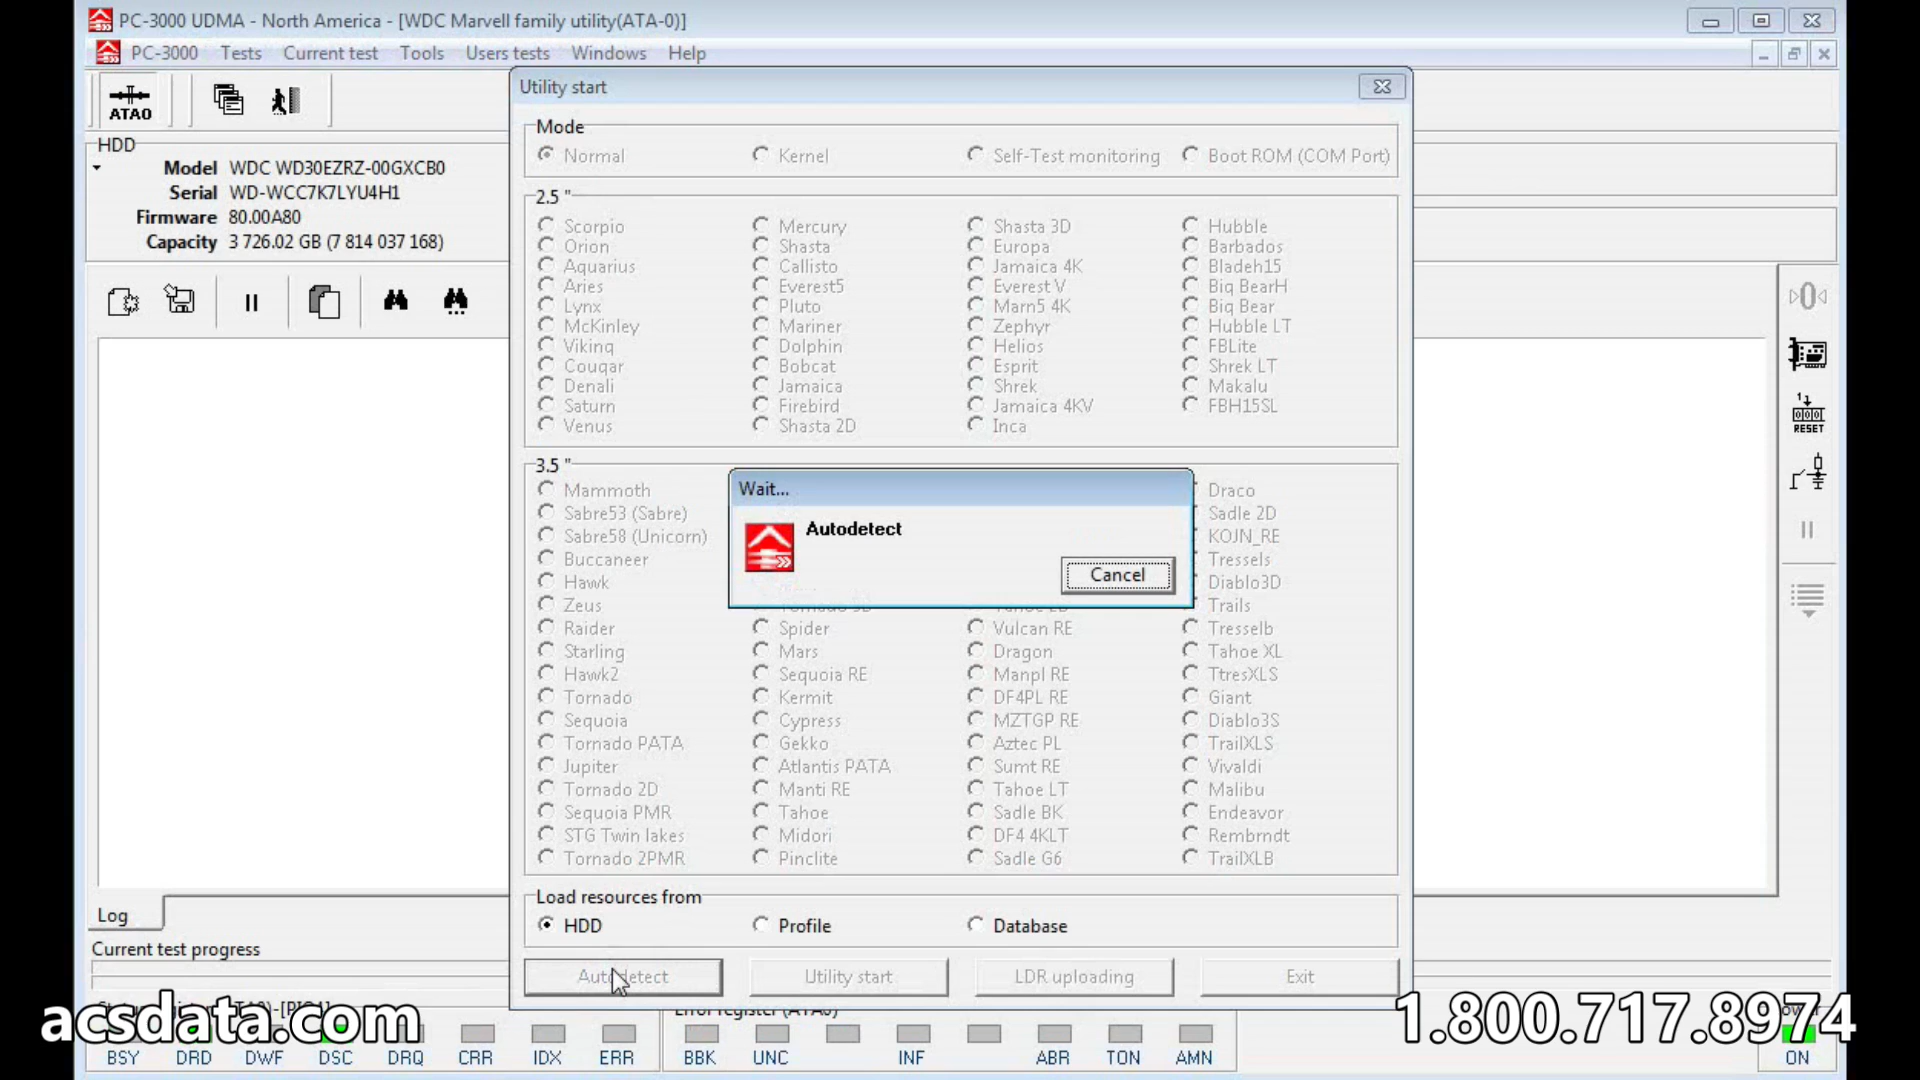 PC-3000 UDMA - North America - [WDC Marvell family utility(ATA-0)]
PC-3000 Tests Current test Tools Users tests Windows Help
ATA0
Utility start
HDD
Model WDC WD30EZRZ-00GXCB0
Serial WD-WCC7K7LYU4H1
Firmware 80.00A80
Capacity 3 726.02 GB (7 814 037 168)
Mode
Normal Kernel Self-Test monitoring Boot ROM (COM Port)
2.5 "
Scorpio Mercury Shasta 3D Hubble
Orion Shasta Europa Barbados
Aquarius Callisto Jamaica 4K Bladeh15
Aries Everest5 Everest V Big BearH
Lynx Pluto Marn5 4K Big Bear
McKinley Mariner Zephyr Hubble LT
Viking Dolphin Helios FBLite
Cougar Bobcat Esprit Shrek LT
Denali Jamaica Shrek Makalu
Saturn Firebird Jamaica 4KV FBH15SL
Venus Shasta 2D Inca
3.5 "
Mammoth Draco
Sabre53 (Sabre) Sadle 2D
Sabre58 (Unicorn) KOJN_RE
Buccaneer Tressels
Hawk Diablo3D
Zeus Trails
Raider Spider Vulcan RE Tresselb
Starling Mars Dragon Tahoe XL
Hawk2 Sequoia RE Manpl RE TtresXLS
Tornado Kermit DF4PL RE Giant
Sequoia Cypress MZTGP RE Diablo3S
Tornado PATA Gekko Aztec PL TrailXLS
Jupiter Atlantis PATA Sumt RE Vivaldi
Tornado 2D Manti RE Tahoe LT Malibu
Sequoia PMR Tahoe Sadle BK Endeavor
STG Twin lakes Midori DF4 4KLT Rembrndt
Tornado 2PMR Pinclite Sadle G6 TrailXLB
Wait...
Autodetect
Cancel
Load resources from
HDD Profile Database
Autodetect Utility start LDR uploading Exit
1
RESET
Log
Current test progress
acsdata.com
1.800.717.8974
BSY DRD DWF DSC DRQ CRR IDX ERR
Error register (ATA0)
BBK UNC INF ABR TON AMN
ON